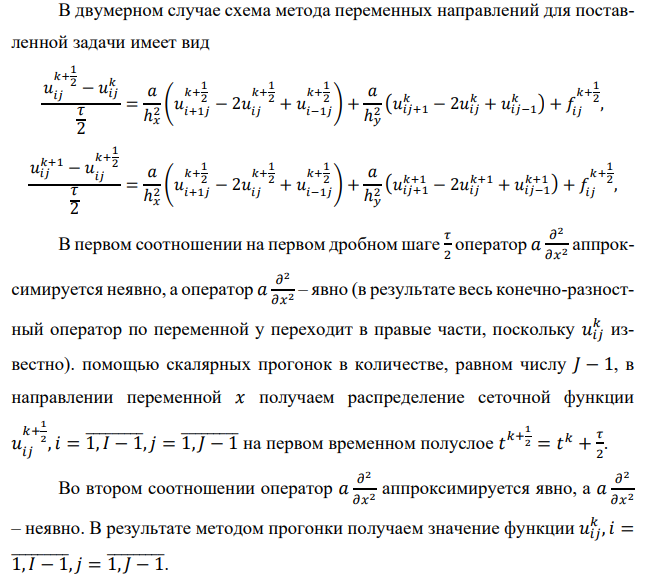 В двумерном случае схема метода переменных направлений для постав-
ленной задачи имеет вид
$$\frac{u_{ij}^{k+\frac{1}{2}} - u_{ij}^{k}}{\frac{\tau}{2}} = \frac{a}{h_x^2}\left(u_{i+1j}^{k+\frac{1}{2}} - 2u_{ij}^{k+\frac{1}{2}} + u_{i-1j}^{k+\frac{1}{2}}\right) + \frac{a}{h_y^2}\left(u_{ij+1}^{k} - 2u_{ij}^{k} + u_{ij-1}^{k}\right) + f_{ij}^{k+\frac{1}{2}},$$
$$\frac{u_{ij}^{k+1} - u_{ij}^{k+\frac{1}{2}}}{\frac{\tau}{2}} = \frac{a}{h_x^2}\left(u_{i+1j}^{k+\frac{1}{2}} - 2u_{ij}^{k+\frac{1}{2}} + u_{i-1j}^{k+\frac{1}{2}}\right) + \frac{a}{h_y^2}\left(u_{ij+1}^{k+1} - 2u_{ij}^{k+1} + u_{ij-1}^{k+1}\right) + f_{ij}^{k+\frac{1}{2}},$$
В первом соотношении на первом дробном шаге $\frac{\tau}{2}$ оператор $a\frac{\partial^2}{\partial x^2}$ аппрок-
симируется неявно, а оператор $a\frac{\partial^2}{\partial x^2}$ – явно (в результате весь конечно-разност-
ный оператор по переменной y переходит в правые части, поскольку $u_{ij}^{k}$ из-
вестно). помощью скалярных прогонок в количестве, равном числу $J - 1$, в
направлении переменной $x$ получаем распределение сеточной функции
$u_{ij}^{k+\frac{1}{2}}, i = \overline{1, I - 1}, j = \overline{1, J - 1}$ на первом временном полуслое $t^{k+\frac{1}{2}} = t^k + \frac{\tau}{2}$.
Во втором соотношении оператор $a\frac{\partial^2}{\partial x^2}$ аппроксимируется явно, а $a\frac{\partial^2}{\partial x^2}$
– неявно. В результате методом прогонки получаем значение функции $u_{ij}^{k}, i =$
$\overline{1, I - 1}, j = \overline{1, J - 1}$.